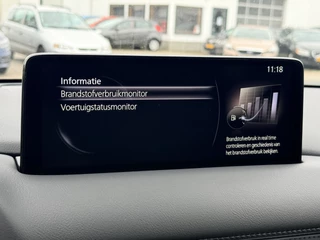 11:18
Informatie
Brandstofverbruikmonitor
Voertuigstatusmonitor
Brandstofverbruik in real time
controleren en geschiedenis van
het brandstofverbruik bekijken.